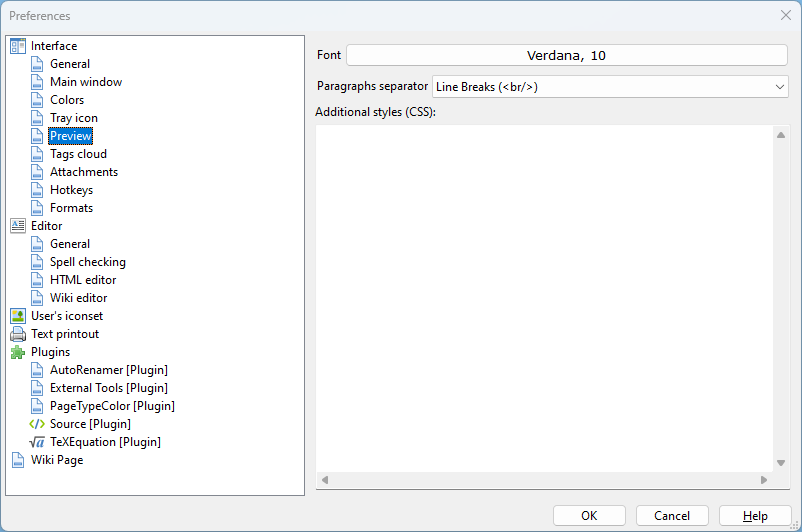 Preferences
Interface
General
Main window
Colors
Tray icon
Preview
Tags cloud
Attachments
Hotkeys
Formats
Editor
General
Spell checking
HTML editor
Wiki editor
User's iconset
Text printout
Plugins
AutoRenamer [Plugin]
External Tools [Plugin]
PageTypeColor [Plugin]
Source [Plugin]
TeXEquation [Plugin]
Wiki Page
Font Verdana, 10
Paragraphs separator Line Breaks (<br/>)
Additional styles (CSS):
OK Cancel Help